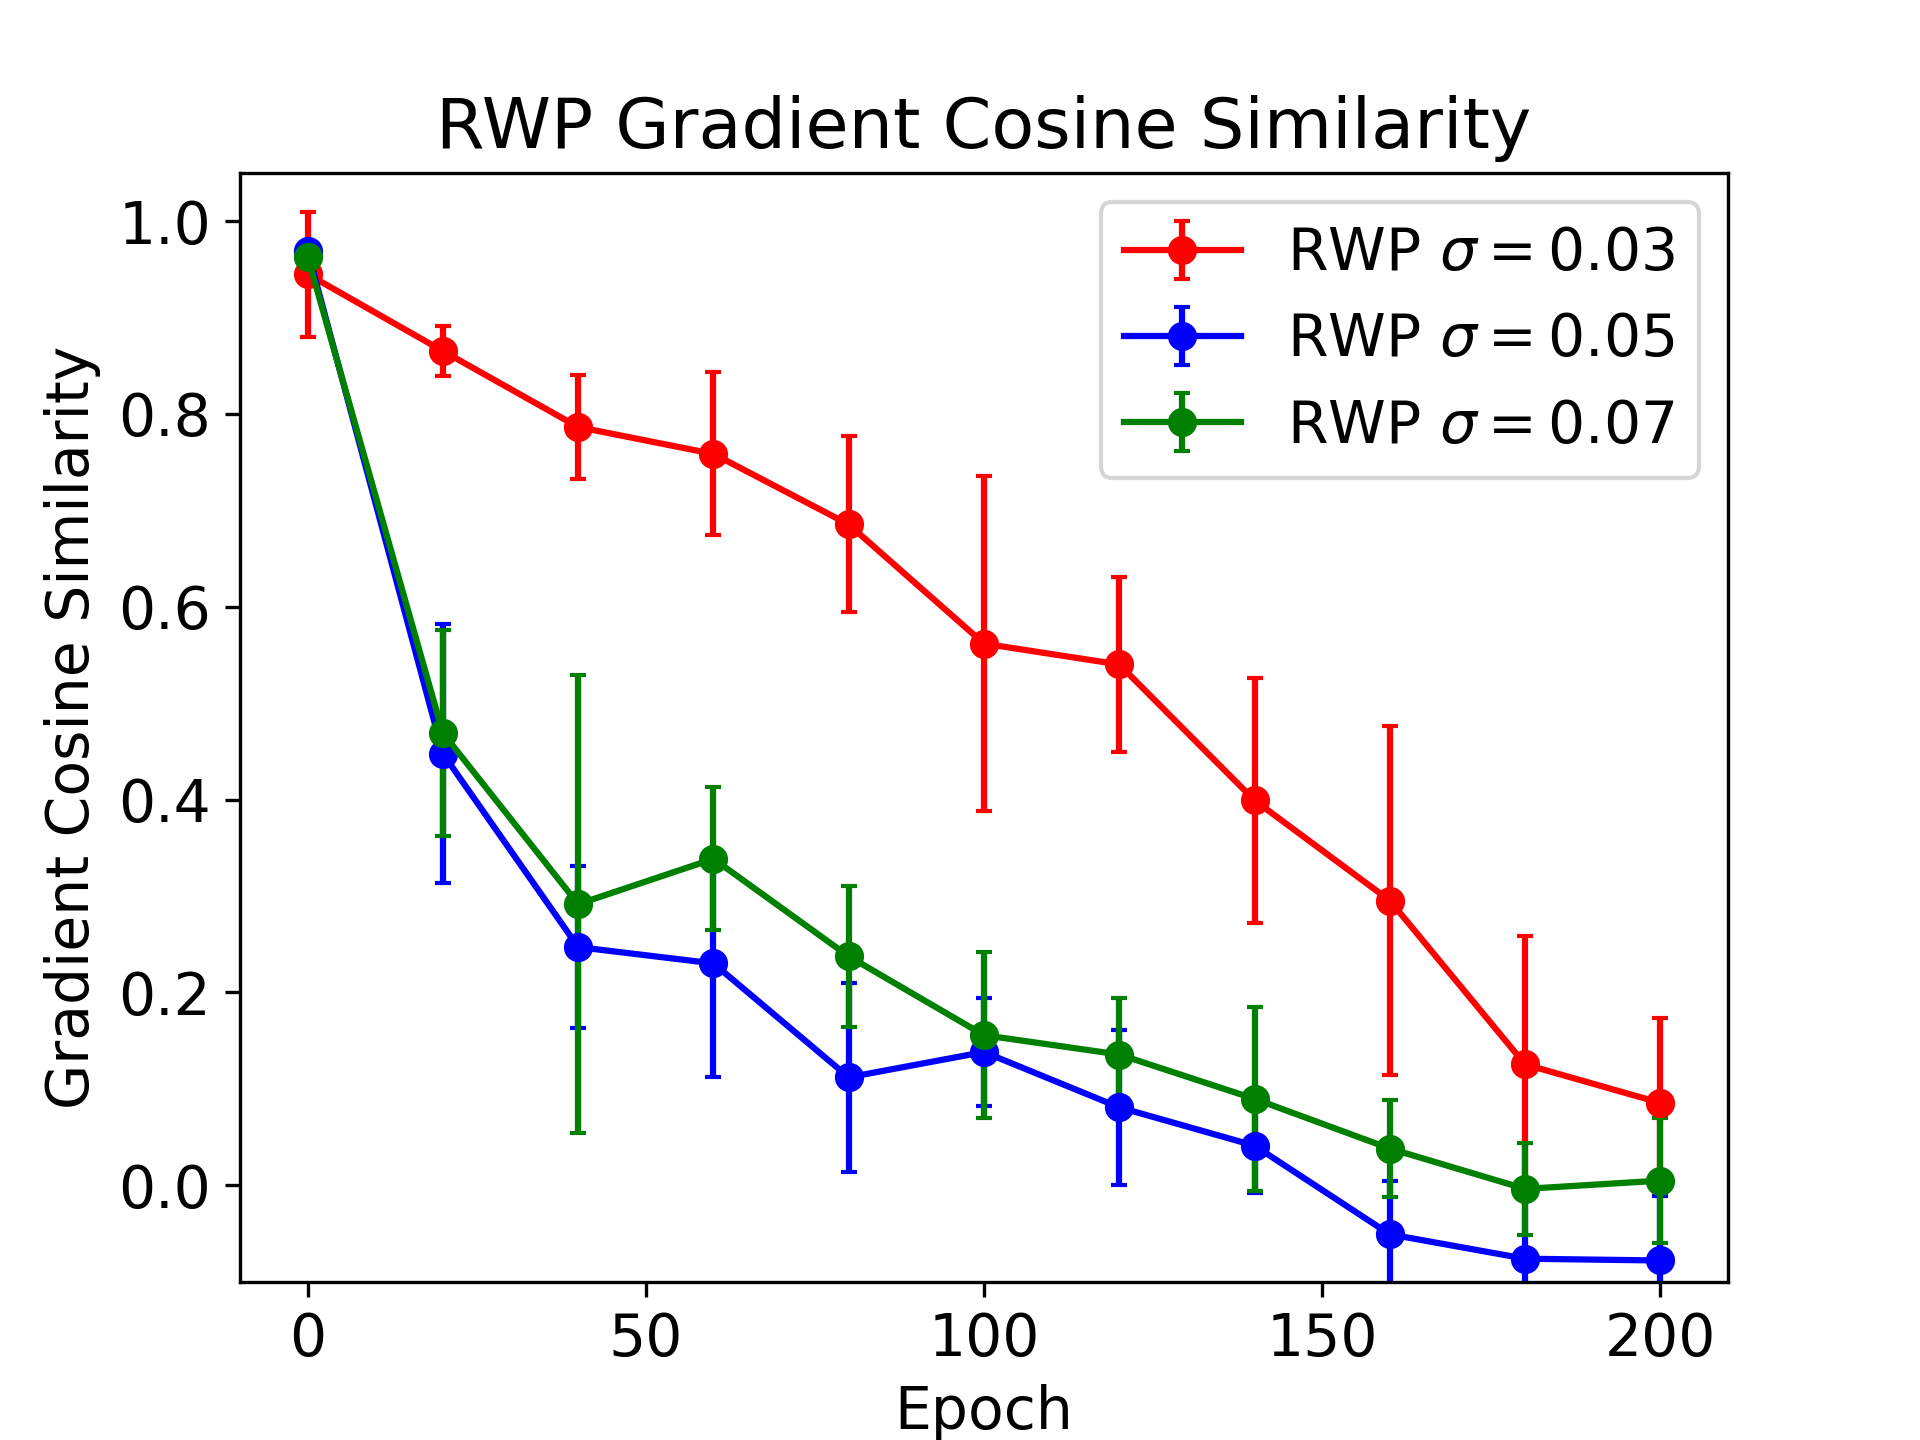 RWP Gradient Cosine Similarity
Gradient Cosine Similarity
1.0
0.8
0.6
0.4
0.2
0.0
RWP σ = 0.03
RWP σ = 0.05
RWP σ = 0.07
0 50 100 150 200
Epoch